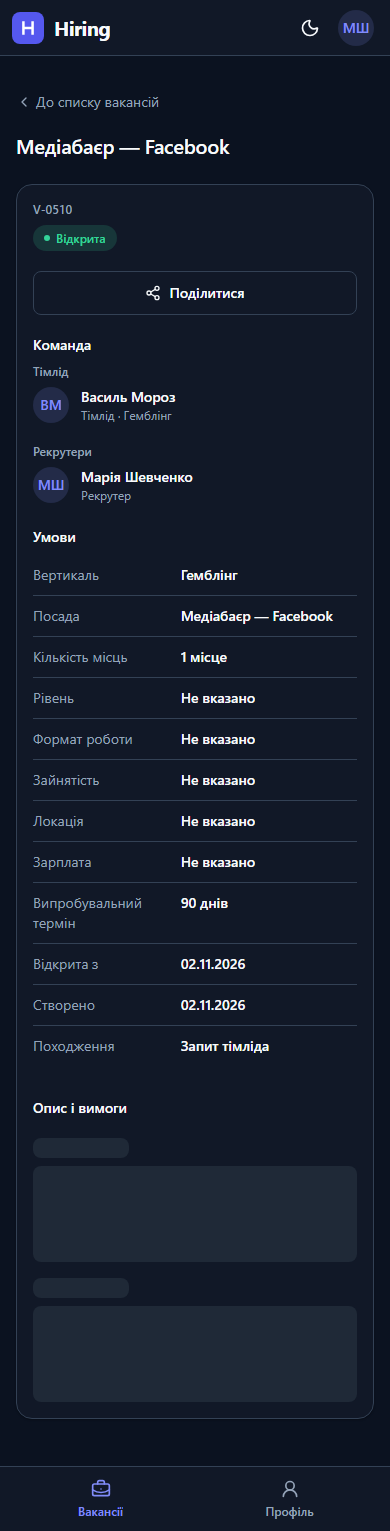 H Hiring МШ
До списку вакансій
Медіабаєр — Facebook
V-0510
Відкрита
Поділитися
Команда
Тімлід
ВМ
Василь Мороз
Тімлід · Гемблінг
Рекрутери
МШ
Марія Шевченко
Рекрутер
Умови
Вертикаль Гемблінг
Посада Медіабаєр — Facebook
Кількість місць 1 місце
Рівень Не вказано
Формат роботи Не вказано
Зайнятість Не вказано
Локація Не вказано
Зарплата Не вказано
Випробувальний 90 днів
термін
Відкрита з 02.11.2026
Створено 02.11.2026
Походження Запит тімліда
Опис і вимоги
Вакансії Профіль